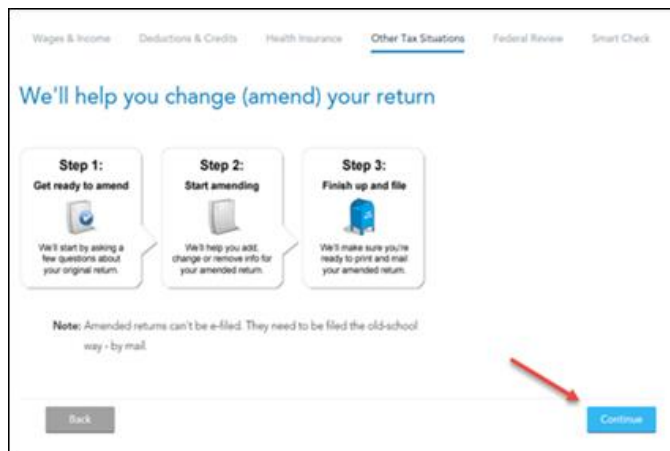 Wages & Income Deductions & Credits Health Insurance Other Tax Situations Federal Review Smart Check
We'll help you change (amend) your return
Step 1:
Get ready to amend
We'll start by asking a
few questions about
your original return.
Step 2:
Start amending
We'll help you add,
change or remove info for
your amended return.
Step 3:
Finish up and file
We'll make sure you're
ready to print and mail
your amended return.
Note: Amended returns can't be e-filed. They need to be filed the old-school
way - by mail.
Back
Continue